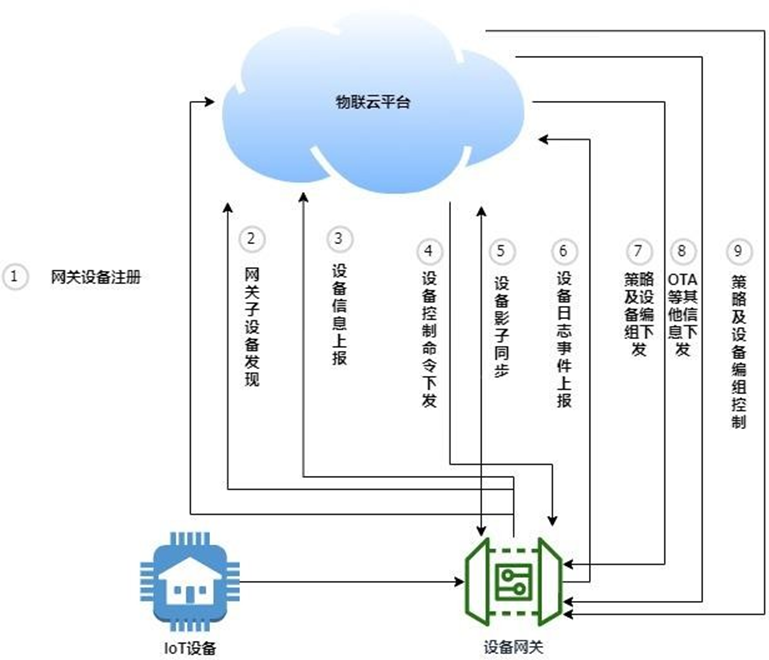 物联云平台
① 网关设备注册
② 网关子设备发现
③ 设备信息上报
④ 设备控制命令下发
⑤ 设备影子同步
⑥ 设备日志事件上报
⑦ 策略及设备编组下发
⑧ OTA等其他信息下发
⑨ 策略及设备编组控制
IoT设备
设备网关